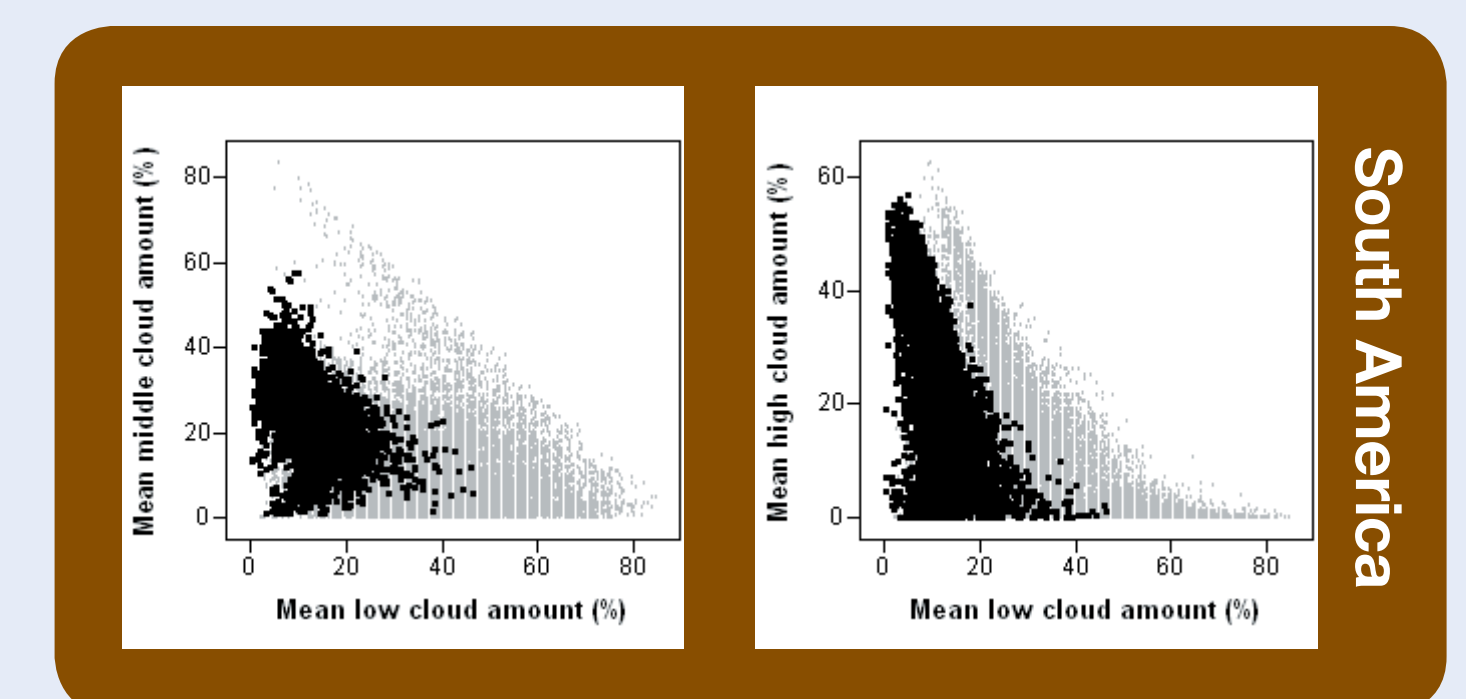 Mean middle cloud amount (%)
80
60
40
20
0
0 20 40 60 80
Mean low cloud amount (%)
Mean high cloud amount (%)
60
40
20
0
0 20 40 60 80
Mean low cloud amount (%)
South America